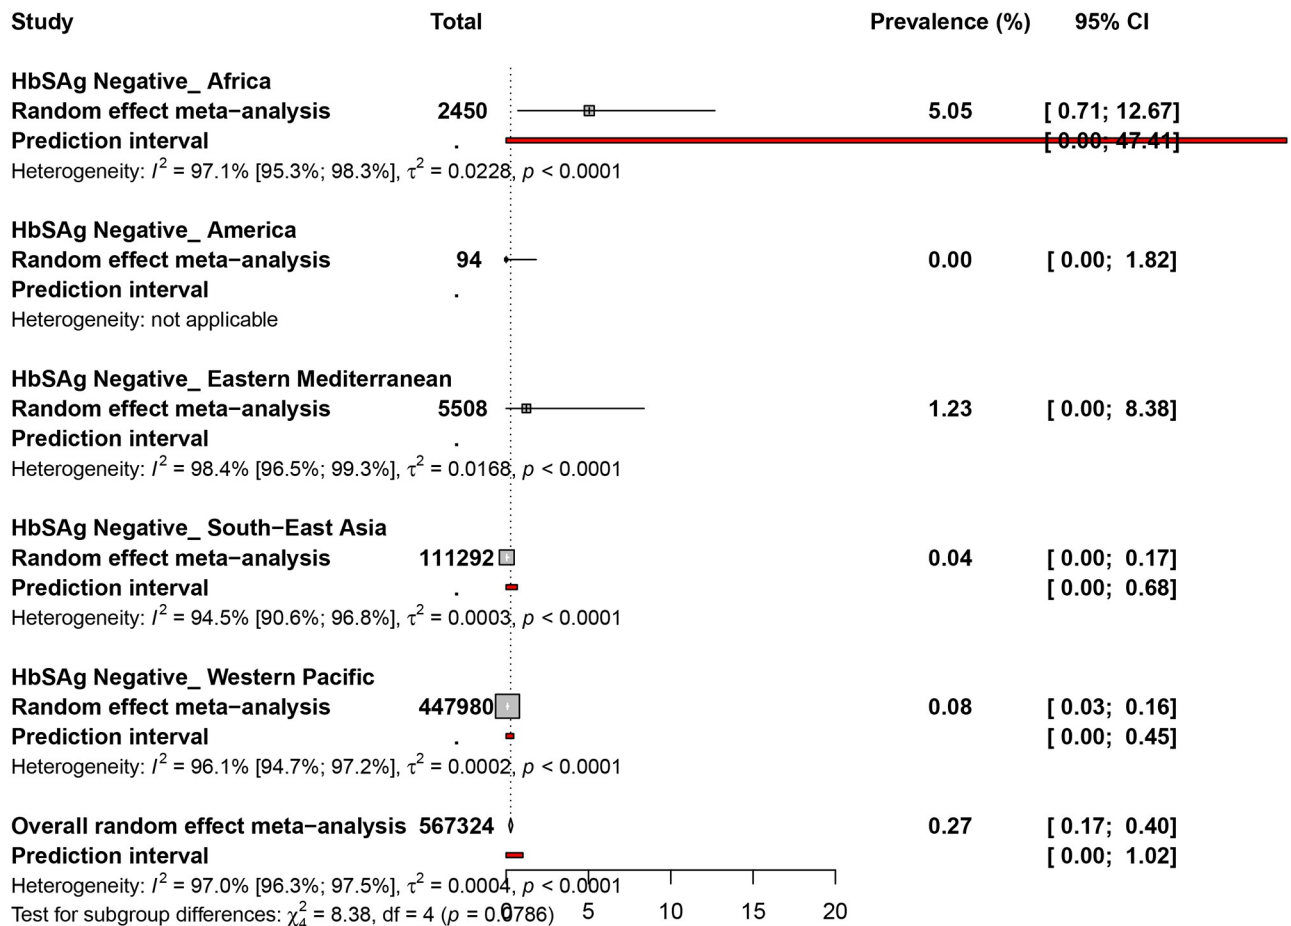 Study Total Prevalence (%) 95% CI
HbSAg Negative_ Africa
Random effect meta−analysis 2450 5.05 [ 0.71; 12.67]
Prediction interval . [ 0.00; 47.41]
Heterogeneity: I² = 97.1% [95.3%; 98.3%], τ² = 0.0228, p < 0.0001
HbSAg Negative_ America
Random effect meta−analysis 94 0.00 [ 0.00; 1.82]
Prediction interval .
Heterogeneity: not applicable
HbSAg Negative_ Eastern Mediterranean
Random effect meta−analysis 5508 1.23 [ 0.00; 8.38]
Prediction interval .
Heterogeneity: I² = 98.4% [96.5%; 99.3%], τ² = 0.0168, p < 0.0001
HbSAg Negative_ South−East Asia
Random effect meta−analysis 111292 0.04 [ 0.00; 0.17]
Prediction interval . [ 0.00; 0.68]
Heterogeneity: I² = 94.5% [90.6%; 96.8%], τ² = 0.0003, p < 0.0001
HbSAg Negative_ Western Pacific
Random effect meta−analysis 447980 0.08 [ 0.03; 0.16]
Prediction interval . [ 0.00; 0.45]
Heterogeneity: I² = 96.1% [94.7%; 97.2%], τ² = 0.0002, p < 0.0001
Overall random effect meta−analysis 567324 0.27 [ 0.17; 0.40]
Prediction interval [ 0.00; 1.02]
Heterogeneity: I² = 97.0% [96.3%; 97.5%], τ² = 0.0004, p < 0.0001
Test for subgroup differences: χ²₄ = 8.38, df = 4 (p = 0.0786)
0 5 10 15 20